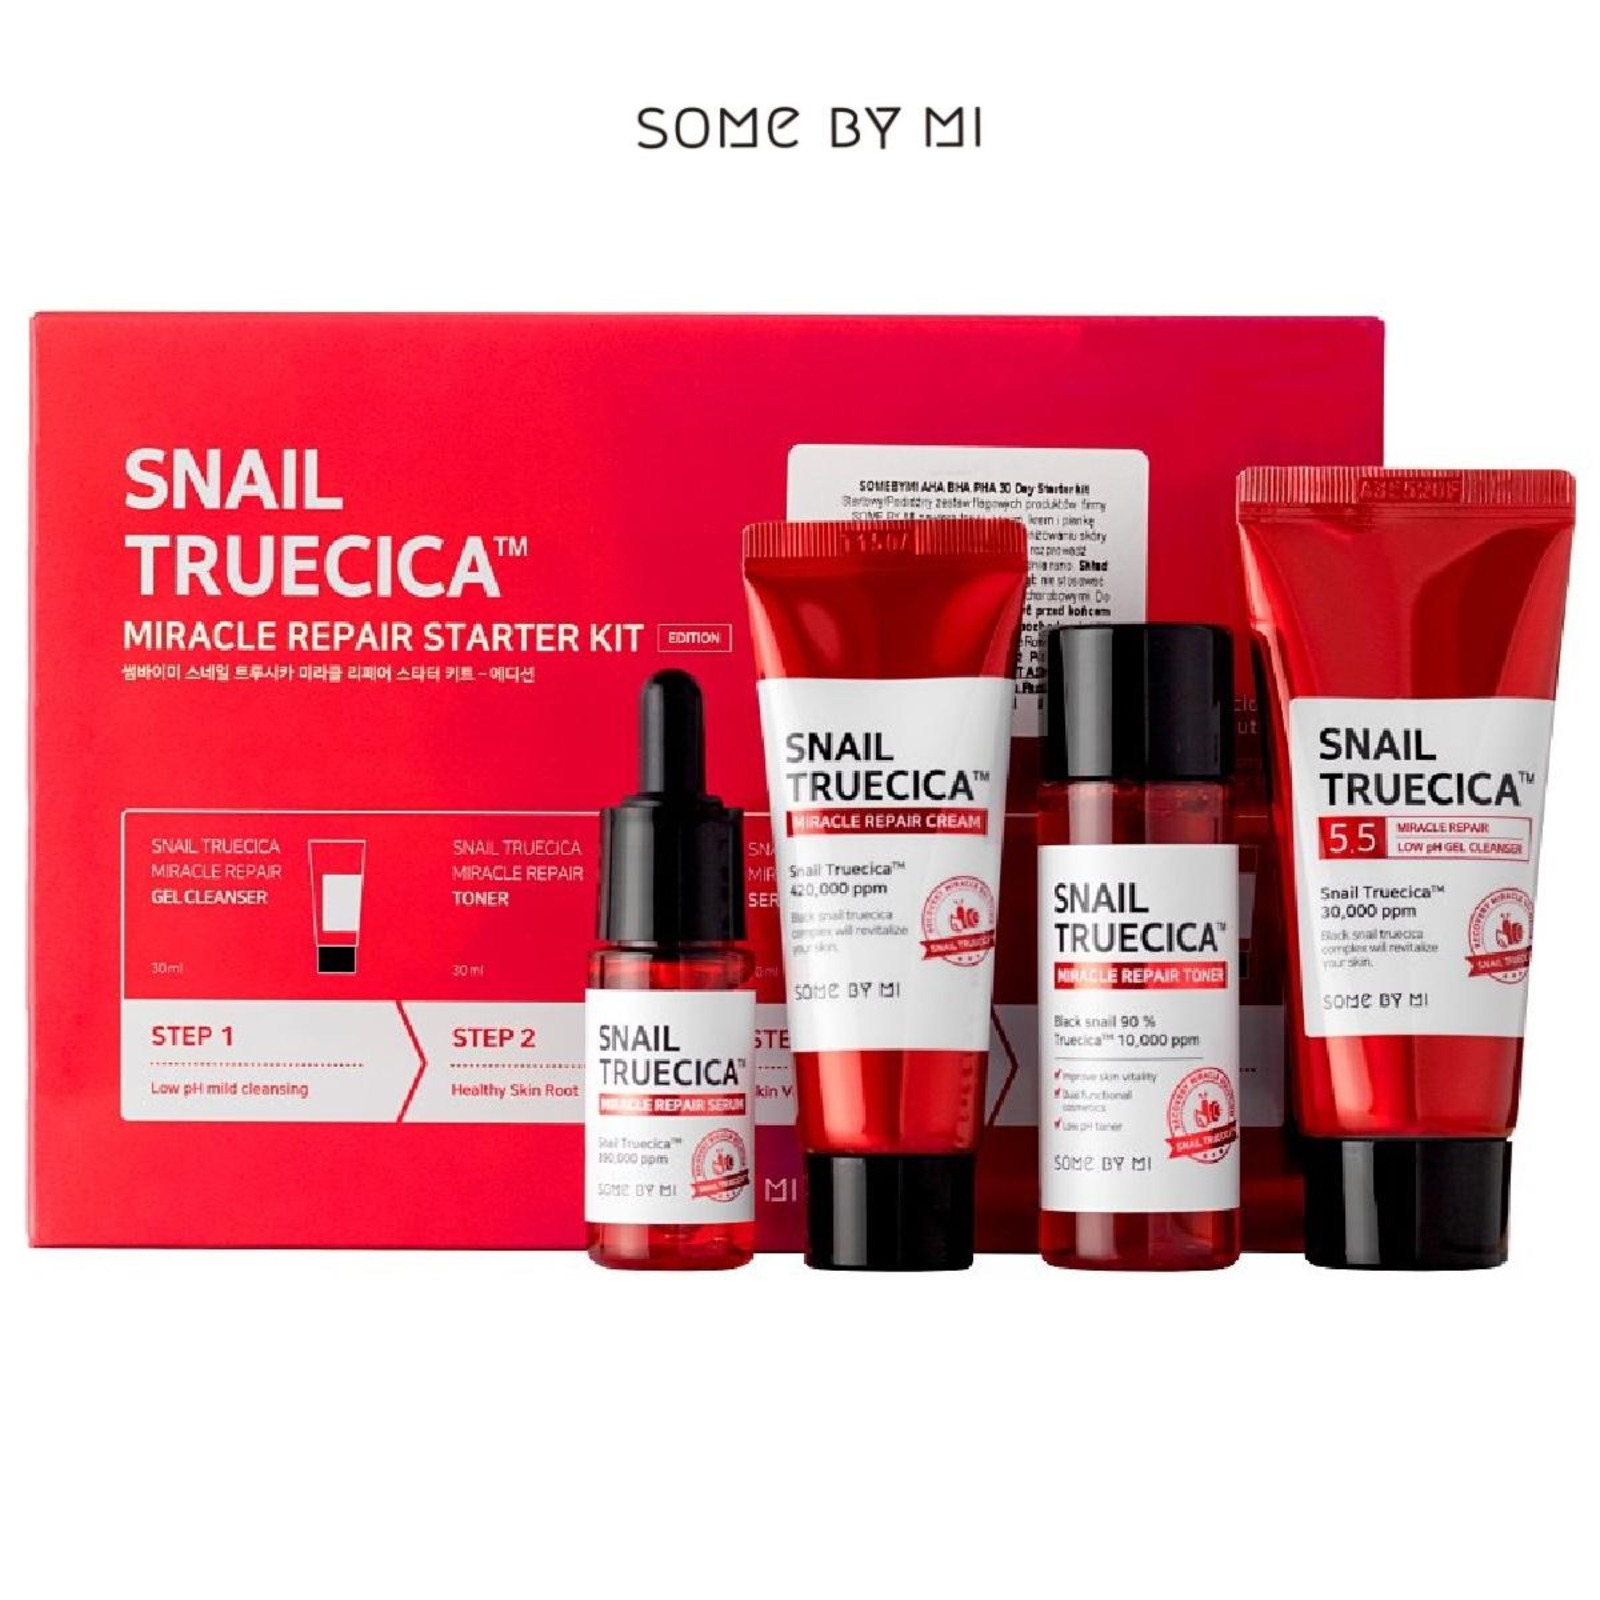 SOME BY MI
SNAIL
TRUECICA™
MIRACLE REPAIR STARTER KIT EDITION
썸바이미 스네일 트루시카 미라클 리페어 스타터 키트 - 에디션
SOMEBYMI AHA BHA PHA 30 Day Starter kit
SNAIL TRUECICA
MIRACLE REPAIR
GEL CLEANSER
30ml
STEP 1
Low pH mild cleansing
SNAIL TRUECICA
MIRACLE REPAIR
TONER
30ml
STEP 2
Healthy Skin Root
MI
SNAIL
TRUECICA™
MIRACLE REPAIR SERUM
Snail Truecica™
SOME BY MI
SNAIL
TRUECICA™
MIRACLE REPAIR CREAM
Snail Truecica™
420,000 ppm
Black snail truecica
complex will revitalize
your skin.
SOME BY MI
SNAIL
TRUECICA™
MIRACLE REPAIR TONER
Black snail 90 %
Truecica™ 10,000 ppm
Improve skin vitality
Dual functional
cosmetics
Low pH toner
SOME BY MI
SNAIL
TRUECICA™
5.5
MIRACLE REPAIR
LOW pH GEL CLEANSER
Snail Truecica™
30,000 ppm
Black snail truecica
complex will revitalize
your skin.
SOME BY MI